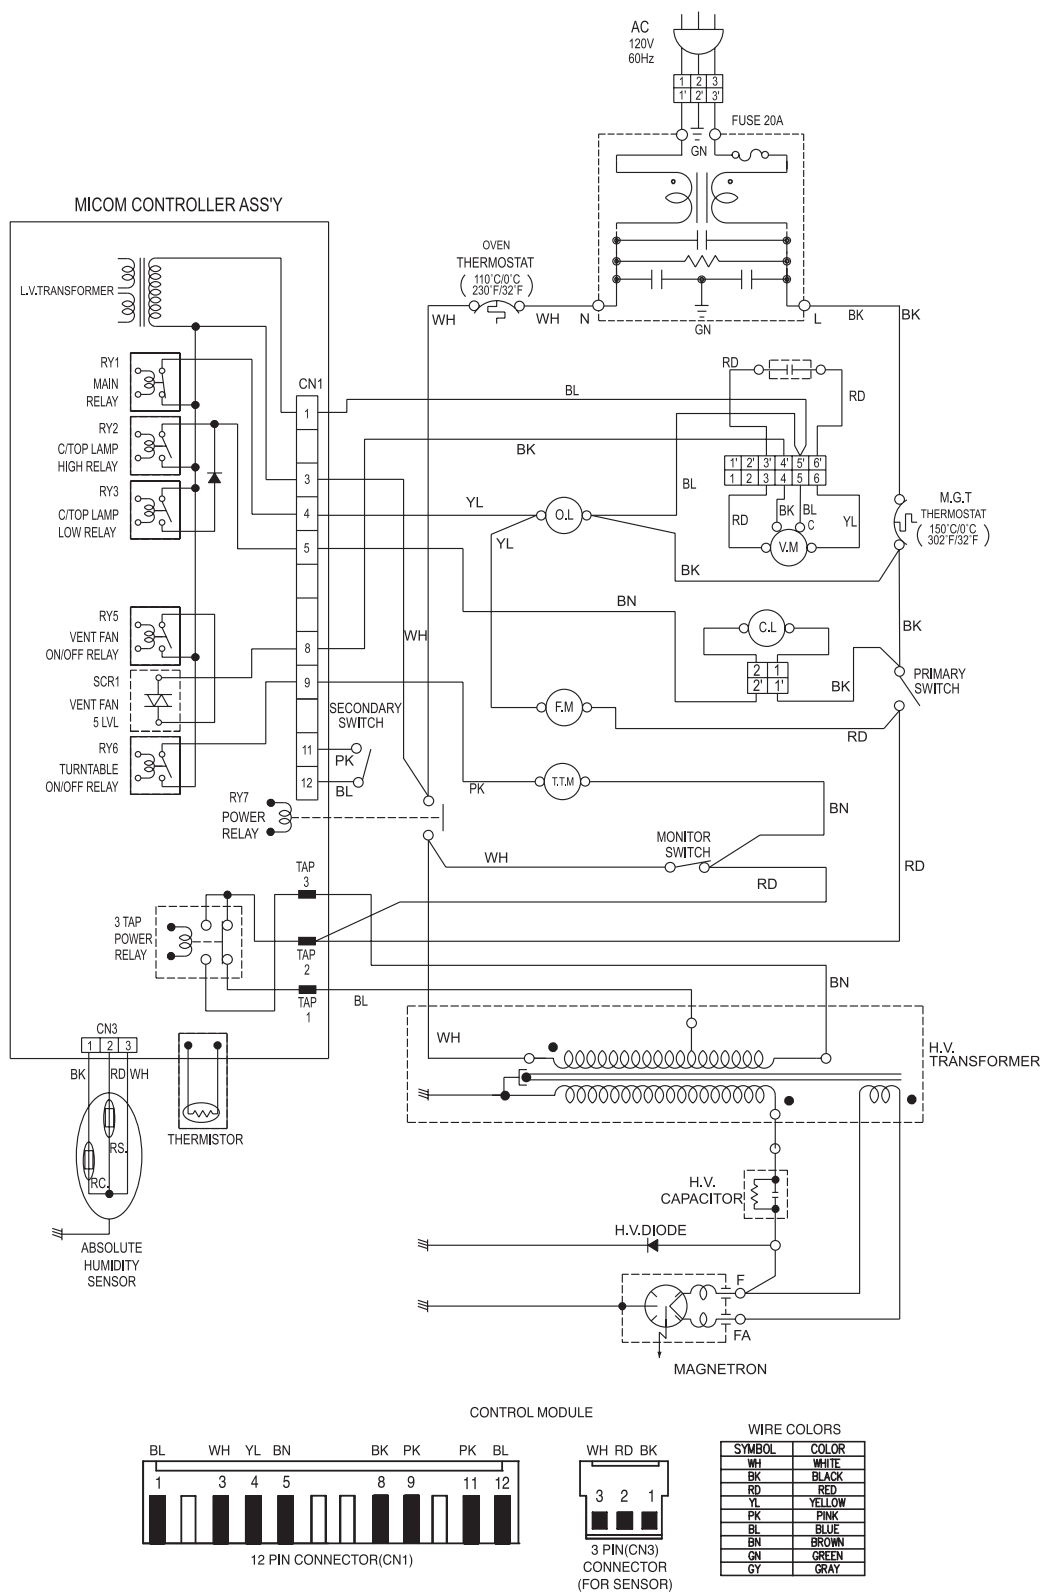 AC
120V
60Hz
1 2 3
1' 2' 3'
FUSE 20A
GN
MICOM CONTROLLER ASS'Y
OVEN
THERMOSTAT
( 110˚C/0˚C )
230˚F/32˚F
L.V.TRANSFORMER
WH
WH
N
GN
L
BK
BK
RY1
MAIN
RELAY
CN1
RD
RD
BL
1
RY2
C/TOP LAMP
HIGH RELAY
BK
1' 2' 3' 4' 5' 6'
1 2 3 4 5 6
BL
3
RY3
C/TOP LAMP
LOW RELAY
YL
4
O.L
RD
BK
BL
C
YL
V.M
M.G.T
THERMOSTAT
( 150˚C/0˚C )
302˚F/32˚F
5
YL
BK
BN
BK
RY5
VENT FAN
ON/OFF RELAY
WH
C.L
8
2 1
2' 1'
SCR1
VENT FAN
5 LVL
9
BK
PRIMARY
SWITCH
SECONDARY
SWITCH
F.M
RD
RY6
TURNTABLE
ON/OFF RELAY
11
PK
12
BL
PK
T.T.M
BN
RY7
POWER
RELAY
MONITOR
SWITCH
WH
RD
RD
TAP
3
3 TAP
POWER
RELAY
TAP
2
BN
TAP
1
BL
CN3
1 2 3
BK RD WH
WH
H.V.
TRANSFORMER
RS.
RC.
THERMISTOR
H.V.
CAPACITOR
H.V.DIODE
ABSOLUTE
HUMIDITY
SENSOR
F
FA
MAGNETRON
CONTROL MODULE
BL WH YL BN BK PK PK BL
1 3 4 5 8 9 11 12
12 PIN CONNECTOR(CN1)
WH RD BK
3 2 1
3 PIN(CN3)
CONNECTOR
(FOR SENSOR)
WIRE COLORS
SYMBOL COLOR
WH WHITE
BK BLACK
RD RED
YL YELLOW
PK PINK
BL BLUE
BN BROWN
GN GREEN
GY GRAY